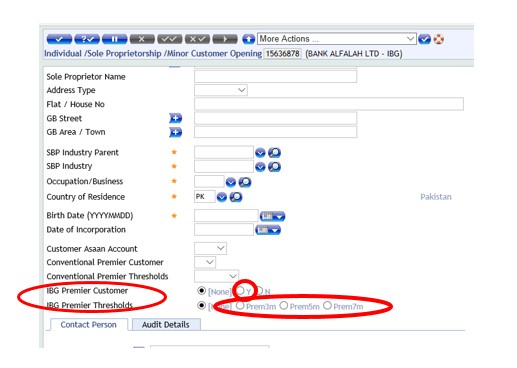 More Actions ...
Individual /Sole Proprietorship /Minor Customer Opening 15636878 (BANK ALFALAH LTD - IBG)
Sole Proprietor Name
Address Type
Flat / House No
GB Street
GB Area / Town
SBP Industry Parent *
SBP Industry *
Occupation/Business *
Country of Residence * PK Pakistan
Birth Date (YYYYMMDD) *
Date of Incorporation
Customer Asaan Account
Conventional Premier Customer
Conventional Premier Thresholds
IBG Premier Customer [None] Y N
IBG Premier Thresholds [None] Prem3m Prem5m Prem7m
Contact Person Audit Details